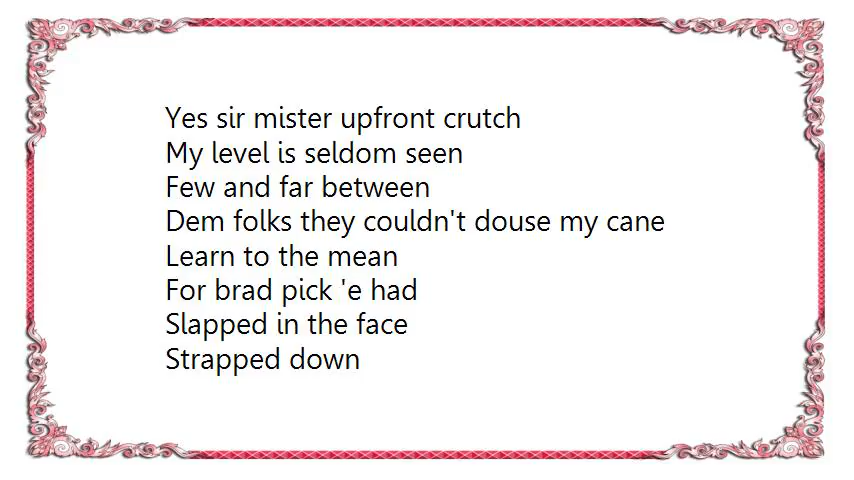 Yes sir mister upfront crutch
My level is seldom seen
Few and far between
Dem folks they couldn't douse my cane
Learn to the mean
For brad pick 'e had
Slapped in the face
Strapped down